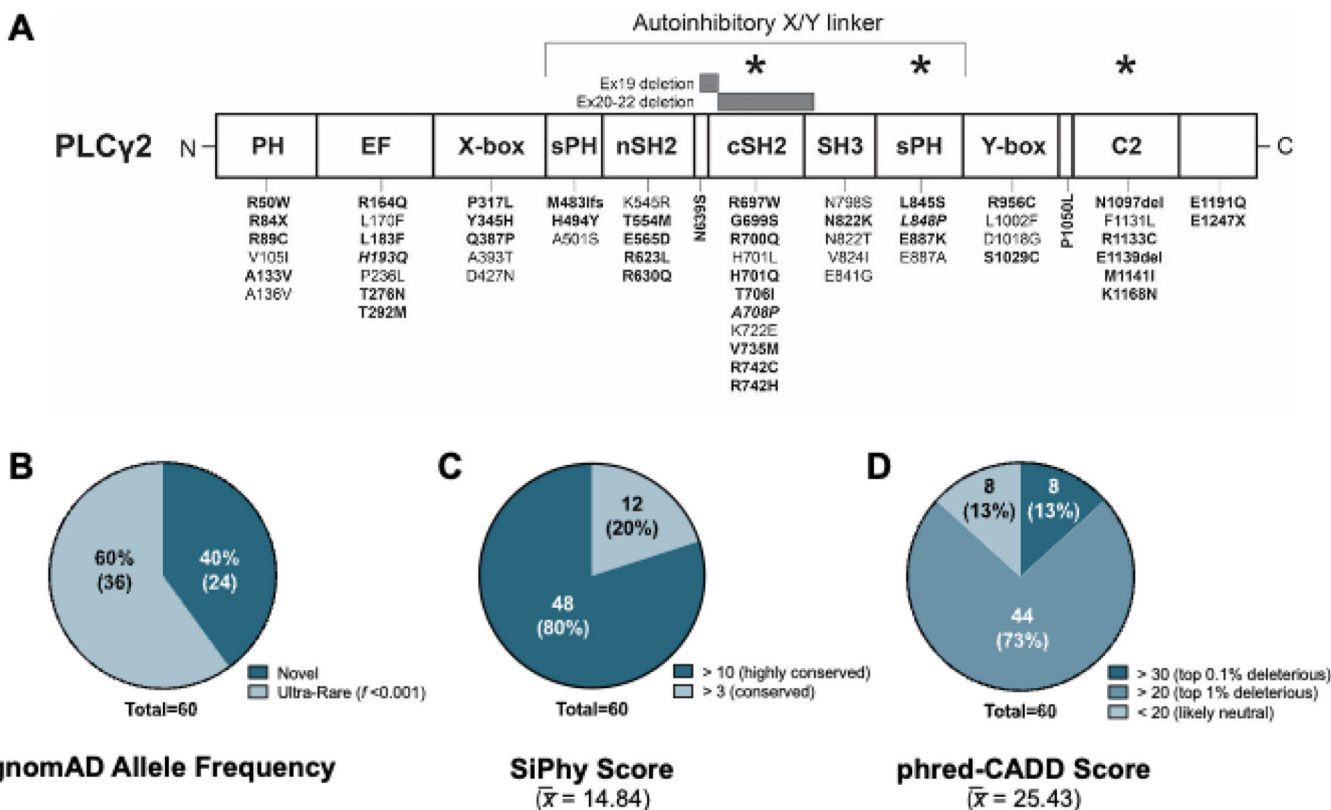 A
Autoinhibitory X/Y linker
* * *
Ex19 deletion
Ex20-22 deletion
PLCγ2 N PH EF X-box sPH nSH2 cSH2 SH3 sPH Y-box C2 C
R50W
R84X
R89C
V105I
A133V
A136V
R164Q
L170F
L183F
H193Q
P236L
T276N
T292M
P317L
Y345H
Q387P
A393T
D427N
M483Ifs
H494Y
A501S
K545R
T554M
E565D
R623L
R630Q
N639S
R697W
G699S
R700Q
H701L
H701Q
T706I
A708P
K722E
V735M
R742C
R742H
N798S
N822K
N822T
V824I
E841G
L845S
L848P
E887K
E887A
R956C
L1002F
D1018G
S1029C
P1050L
N1097del
F1131L
R1133C
E1139del
M1141I
K1168N
E1191Q
E1247X
B
60%
(36)
40%
(24)
Novel
Ultra-Rare (f <0.001)
Total=60
gnomAD Allele Frequency
C
12
(20%)
48
(80%)
> 10 (highly conserved)
> 3 (conserved)
Total=60
SiPhy Score
(x̅ = 14.84)
D
8
(13%)
8
(13%)
44
(73%)
> 30 (top 0.1% deleterious)
> 20 (top 1% deleterious)
< 20 (likely neutral)
Total=60
phred-CADD Score
(x̅ = 25.43)